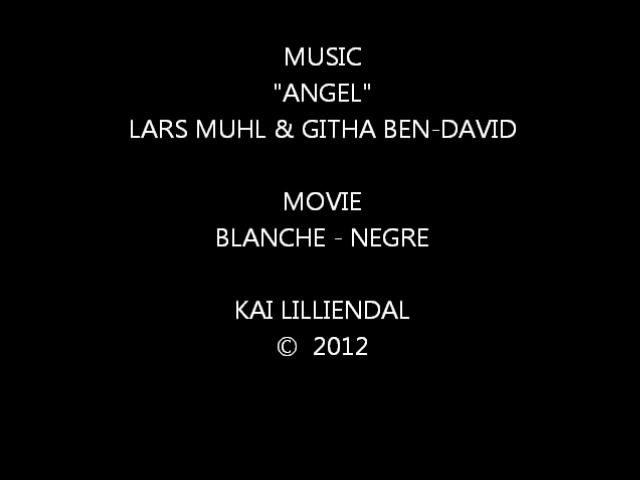 MUSIC
"ANGEL"
LARS MUHL & GITHA BEN-DAVID
MOVIE
BLANCHE - NEGRE
KAI LILLIENDAL
© 2012